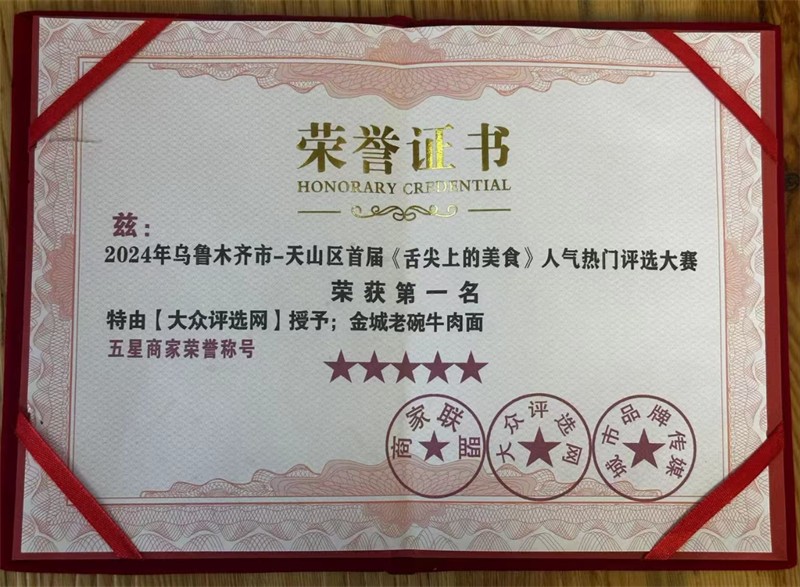 荣誉证书
HONORARY CREDENTIAL
兹：
2024年乌鲁木齐市-天山区首届《舌尖上的美食》人气热门评选大赛
荣获第一名
特由【大众评选网】授予；金城老碗牛肉面
五星商家荣誉称号
商家联盟
大众评选网
城市品牌传媒